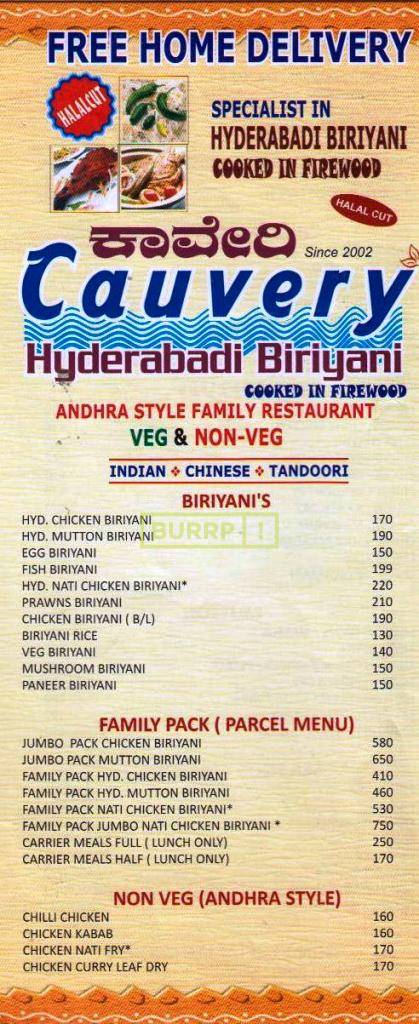 FREE HOME DELIVERY
HALALCUT
SPECIALIST IN
HYDERABADI BIRIYANI
COOKED IN FIREWOOD
HALAL CUT
ಕಾವೇರಿ Since 2002
Cauvery
Hyderabadi Biriyani
COOKED IN FIREWOOD
ANDHRA STYLE FAMILY RESTAURANT
VEG & NON-VEG
INDIAN ❖ CHINESE ❖ TANDOORI
BIRIYANI'S
HYD. CHICKEN BIRIYANI 170
HYD. MUTTON BIRIYANI 190
BURRP!
EGG BIRIYANI 150
FISH BIRIYANI 199
HYD. NATI CHICKEN BIRIYANI* 220
PRAWNS BIRIYANI 210
CHICKEN BIRIYANI ( B/L) 190
BIRIYANI RICE 130
VEG BIRIYANI 140
MUSHROOM BIRIYANI 150
PANEER BIRIYANI 150
FAMILY PACK ( PARCEL MENU)
JUMBO PACK CHICKEN BIRIYANI 580
JUMBO PACK MUTTON BIRIYANI 650
FAMILY PACK HYD. CHICKEN BIRIYANI 410
FAMILY PACK HYD. MUTTON BIRIYANI 460
FAMILY PACK NATI CHICKEN BIRIYANI* 530
FAMILY PACK JUMBO NATI CHICKEN BIRIYANI * 750
CARRIER MEALS FULL ( LUNCH ONLY) 250
CARRIER MEALS HALF ( LUNCH ONLY) 170
NON VEG (ANDHRA STYLE)
CHILLI CHICKEN 160
CHICKEN KABAB 160
CHICKEN NATI FRY* 170
CHICKEN CURRY LEAF DRY 170